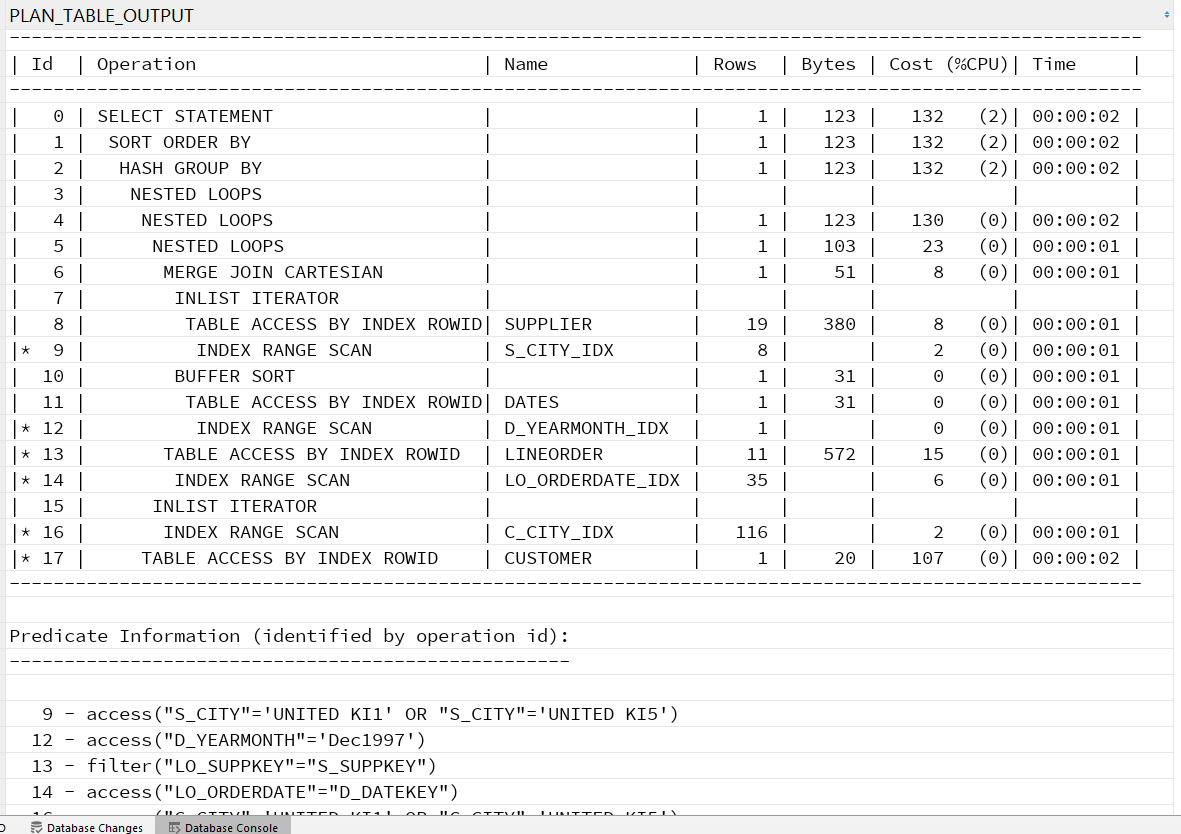 PLAN_TABLE_OUTPUT
--------------------------------------------------------------------------------------------------------
| Id  | Operation                          | Name              | Rows  | Bytes | Cost (%CPU)| Time     |
--------------------------------------------------------------------------------------------------------
|   0 | SELECT STATEMENT                   |                   |     1 |   123 |   132   (2)| 00:00:02 |
|   1 |  SORT ORDER BY                     |                   |     1 |   123 |   132   (2)| 00:00:02 |
|   2 |   HASH GROUP BY                    |                   |     1 |   123 |   132   (2)| 00:00:02 |
|   3 |    NESTED LOOPS                    |                   |       |       |            |          |
|   4 |     NESTED LOOPS                   |                   |     1 |   123 |   130   (0)| 00:00:02 |
|   5 |      NESTED LOOPS                  |                   |     1 |   103 |    23   (0)| 00:00:01 |
|   6 |       MERGE JOIN CARTESIAN         |                   |     1 |    51 |     8   (0)| 00:00:01 |
|   7 |        INLIST ITERATOR             |                   |       |       |            |          |
|   8 |         TABLE ACCESS BY INDEX ROWID| SUPPLIER          |    19 |   380 |     8   (0)| 00:00:01 |
|*  9 |          INDEX RANGE SCAN          | S_CITY_IDX        |     8 |       |     2   (0)| 00:00:01 |
|  10 |        BUFFER SORT                 |                   |     1 |    31 |     0   (0)| 00:00:01 |
|  11 |         TABLE ACCESS BY INDEX ROWID| DATES             |     1 |    31 |     0   (0)| 00:00:01 |
|* 12 |          INDEX RANGE SCAN          | D_YEARMONTH_IDX   |     1 |       |     0   (0)| 00:00:01 |
|* 13 |       TABLE ACCESS BY INDEX ROWID  | LINEORDER         |    11 |   572 |    15   (0)| 00:00:01 |
|* 14 |        INDEX RANGE SCAN            | LO_ORDERDATE_IDX  |    35 |       |     6   (0)| 00:00:01 |
|  15 |      INLIST ITERATOR               |                   |       |       |            |          |
|* 16 |       INDEX RANGE SCAN             | C_CITY_IDX        |   116 |       |     2   (0)| 00:00:01 |
|* 17 |     TABLE ACCESS BY INDEX ROWID    | CUSTOMER          |     1 |    20 |   107   (0)| 00:00:02 |
--------------------------------------------------------------------------------------------------------
Predicate Information (identified by operation id):
---------------------------------------------------
   9 - access("S_CITY"='UNITED KI1' OR "S_CITY"='UNITED KI5')
  12 - access("D_YEARMONTH"='Dec1997')
  13 - filter("LO_SUPPKEY"="S_SUPPKEY")
  14 - access("LO_ORDERDATE"="D_DATEKEY")
Database Changes Database Console